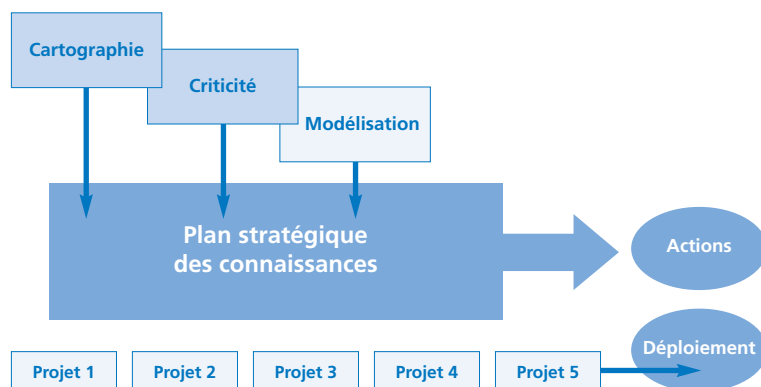 Cartographie
Criticité
Modélisation
Plan stratégique
des connaissances
Actions
Déploiement
Projet 1
Projet 2
Projet 3
Projet 4
Projet 5